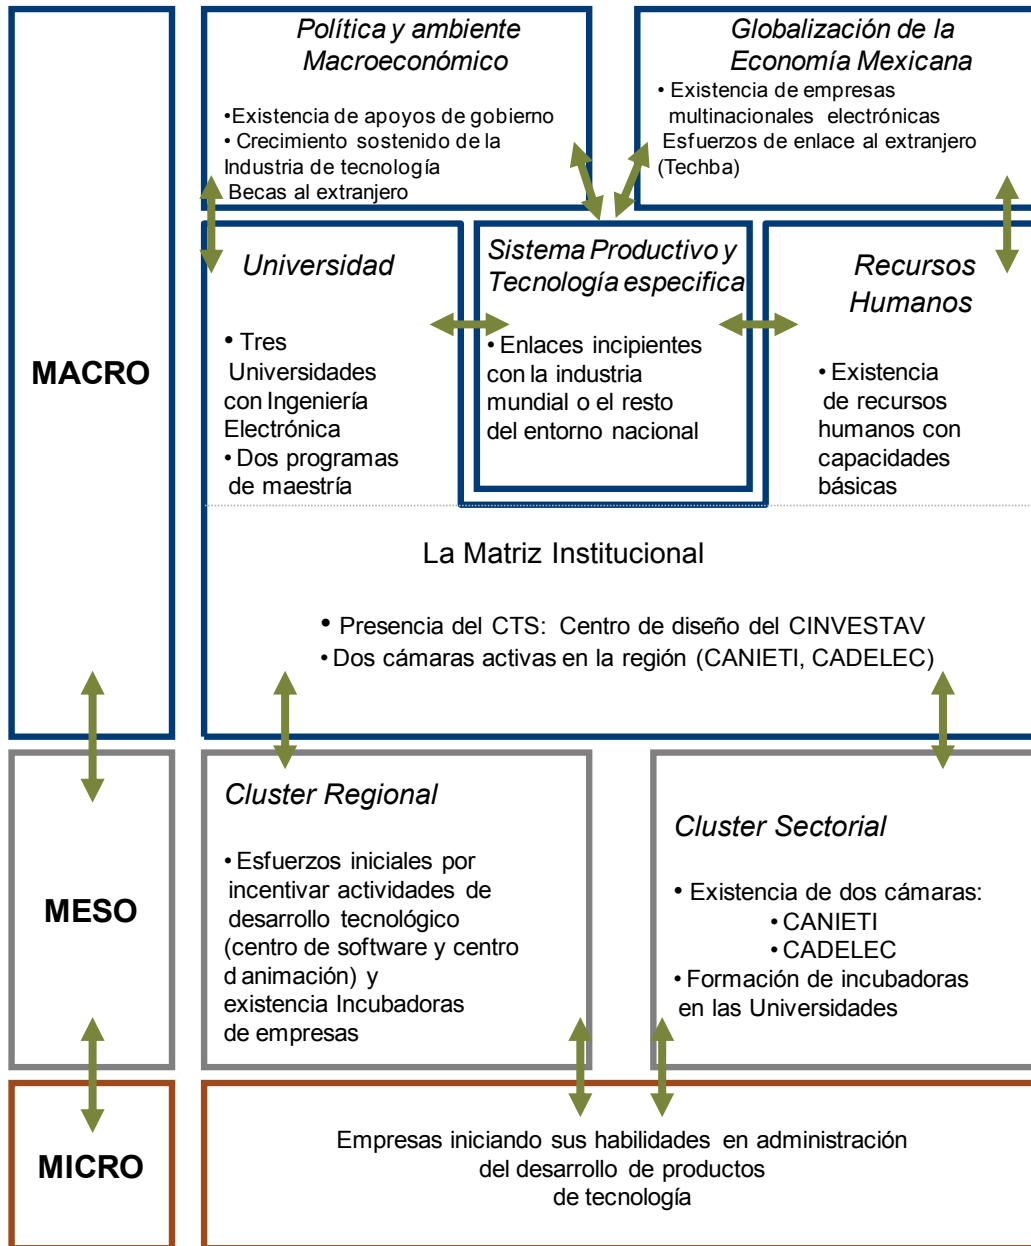 MACRO
Política y ambiente
Macroeconómico
•Existencia de apoyos de gobierno
• Crecimiento sostenido de la
Industria de tecnología
Becas al extranjero
Globalización de la
Economía Mexicana
• Existencia de empresas
multinacionales electrónicas
Esfuerzos de enlace al extranjero
(Techba)
Universidad
• Tres
Universidades
con Ingeniería
Electrónica
• Dos programas
de maestría
Sistema Productivo y
Tecnología especifica
• Enlaces incipientes
con la industria
mundial o el resto
del entorno nacional
Recursos
Humanos
• Existencia
de recursos
humanos con
capacidades
básicas
La Matriz Institucional
• Presencia del CTS: Centro de diseño del CINVESTAV
• Dos cámaras activas en la región (CANIETI, CADELEC)
MESO
Cluster Regional
• Esfuerzos iniciales por
incentivar actividades de
desarrollo tecnológico
(centro de software y centro
d animación) y
existencia Incubadoras
de empresas
Cluster Sectorial
• Existencia de dos cámaras:
• CANIETI
• CADELEC
• Formación de incubadoras
en las Universidades
MICRO
Empresas iniciando sus habilidades en administración
del desarrollo de productos
de tecnología